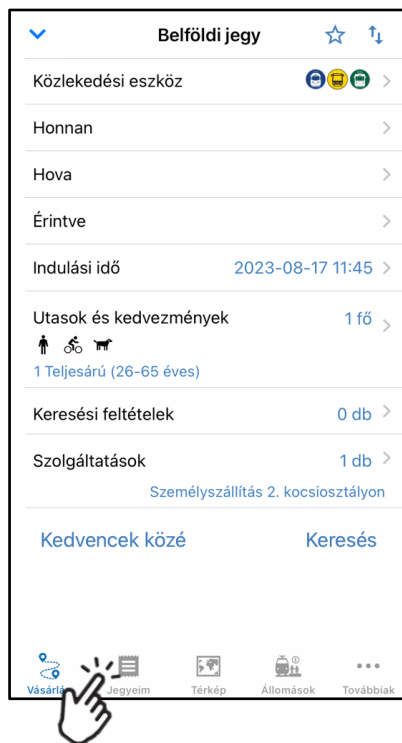 Belföldi jegy
Közlekedési eszköz
Honnan
Hova
Érintve
Indulási idő 2023-08-17 11:45
Utasok és kedvezmények 1 fő
1 Teljesárú (26-65 éves)
Keresési feltételek 0 db
Szolgáltatások 1 db
Személyszállítás 2. kocsiosztályon
Kedvencek közé Keresés
Jegyeim Térkép Állomások Továbbiak